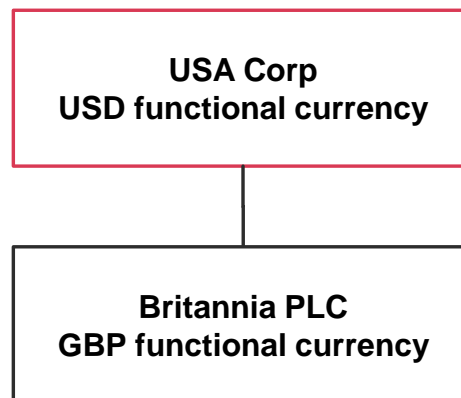 USA Corp
USD functional currency
Britannia PLC
GBP functional currency